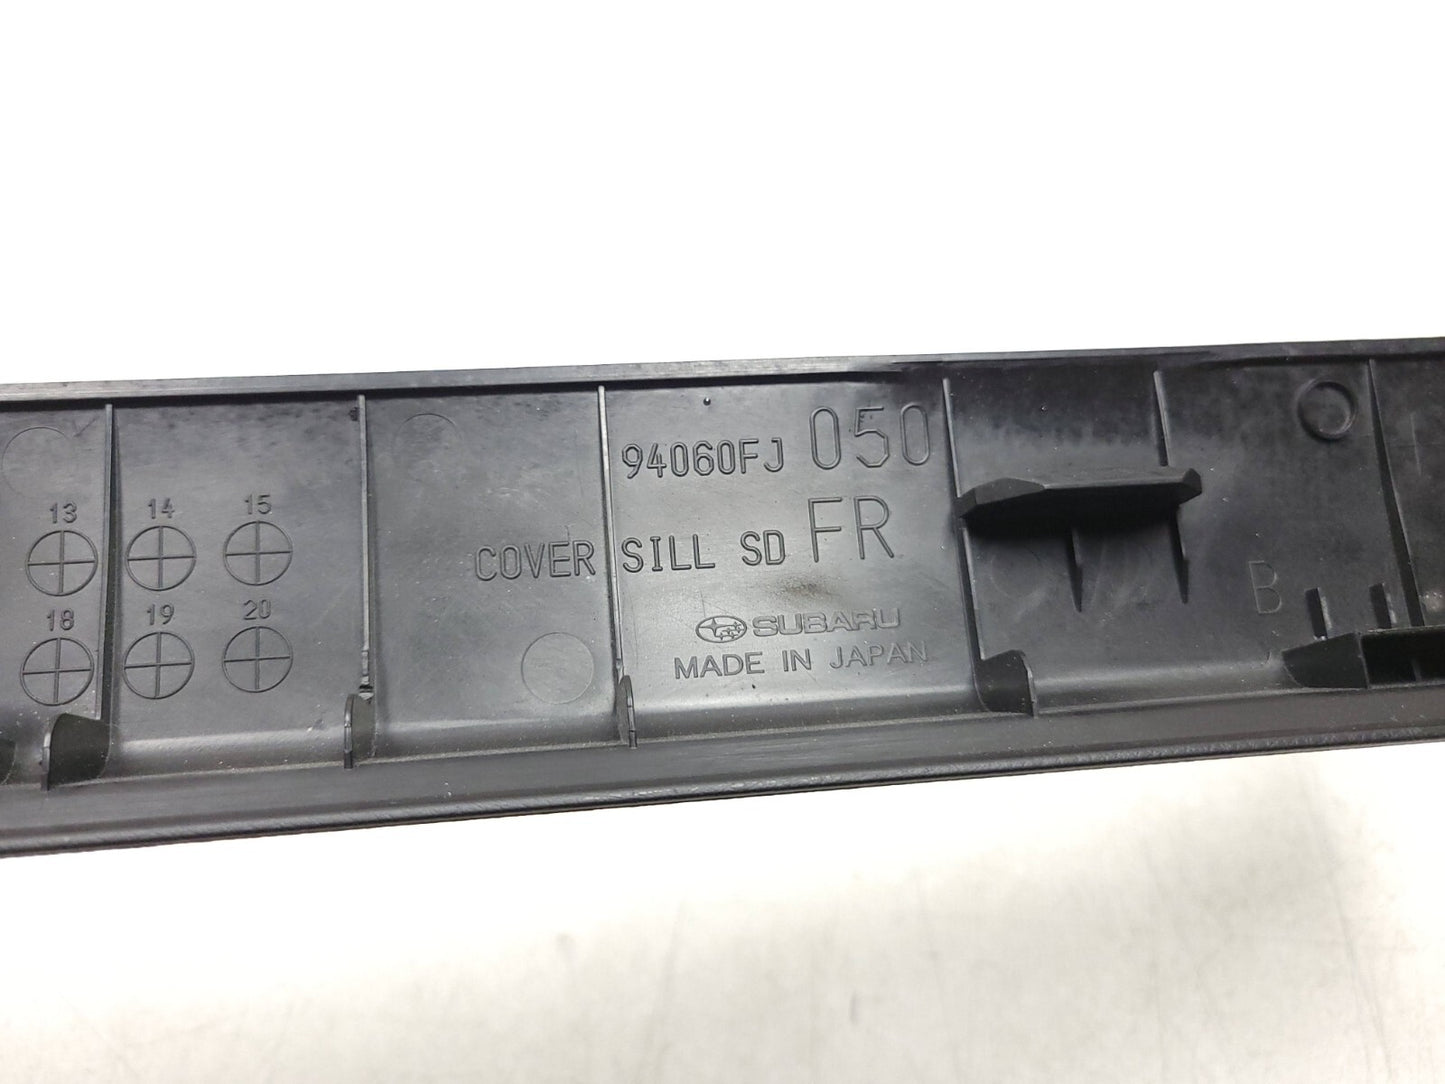 94060FJ 050
COVER SILL SD FR
SUBARU
MADE IN JAPAN
13 14 15
18 19 20
B